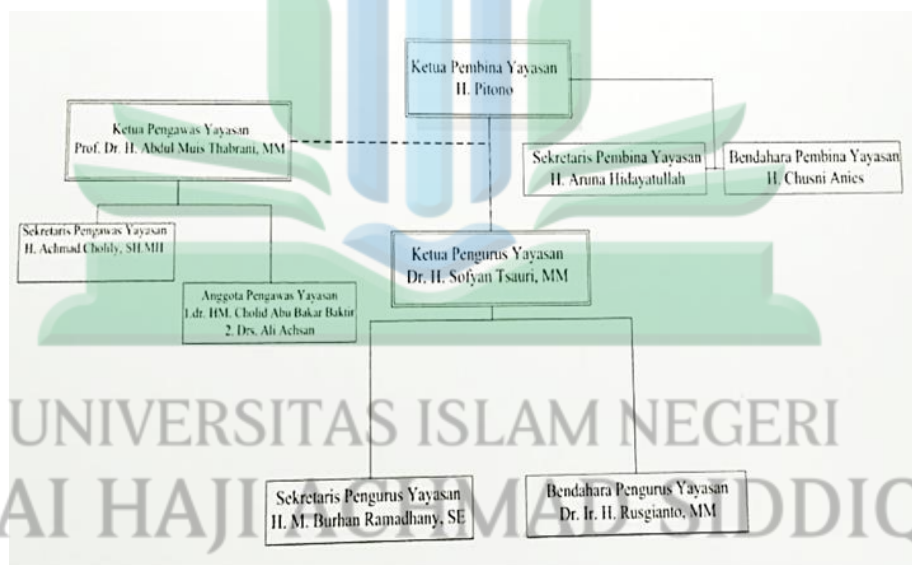 Ketua Pembina Yayasan
H. Pitono
Ketua Pengawas Yayasan
Prof. Dr. H. Abdul Muis Thabrani, MM
Sekretaris Pembina Yayasan
H. Aruna Hidayatullah
Bendahara Pembina Yayasan
H. Chusni Anies
Sekretaris Pengawas Yayasan
H. Achmad Cholily, SH.MH
Ketua Pengurus Yayasan
Dr. H. Sofyan Tsauri, MM
Anggota Pengawas Yayasan
1.dr. HM. Cholid Abu Bakar Baktir
2. Drs. Ali Achsan
UNIVERSITAS ISLAM NEGERI
AI HAJI ACHMAD SIDDIQ
Sekretaris Pengurus Yayasan
H. M. Burhan Ramadhany, SE
Bendahara Pengurus Yayasan
Dr. Ir. H. Rusgianto, MM